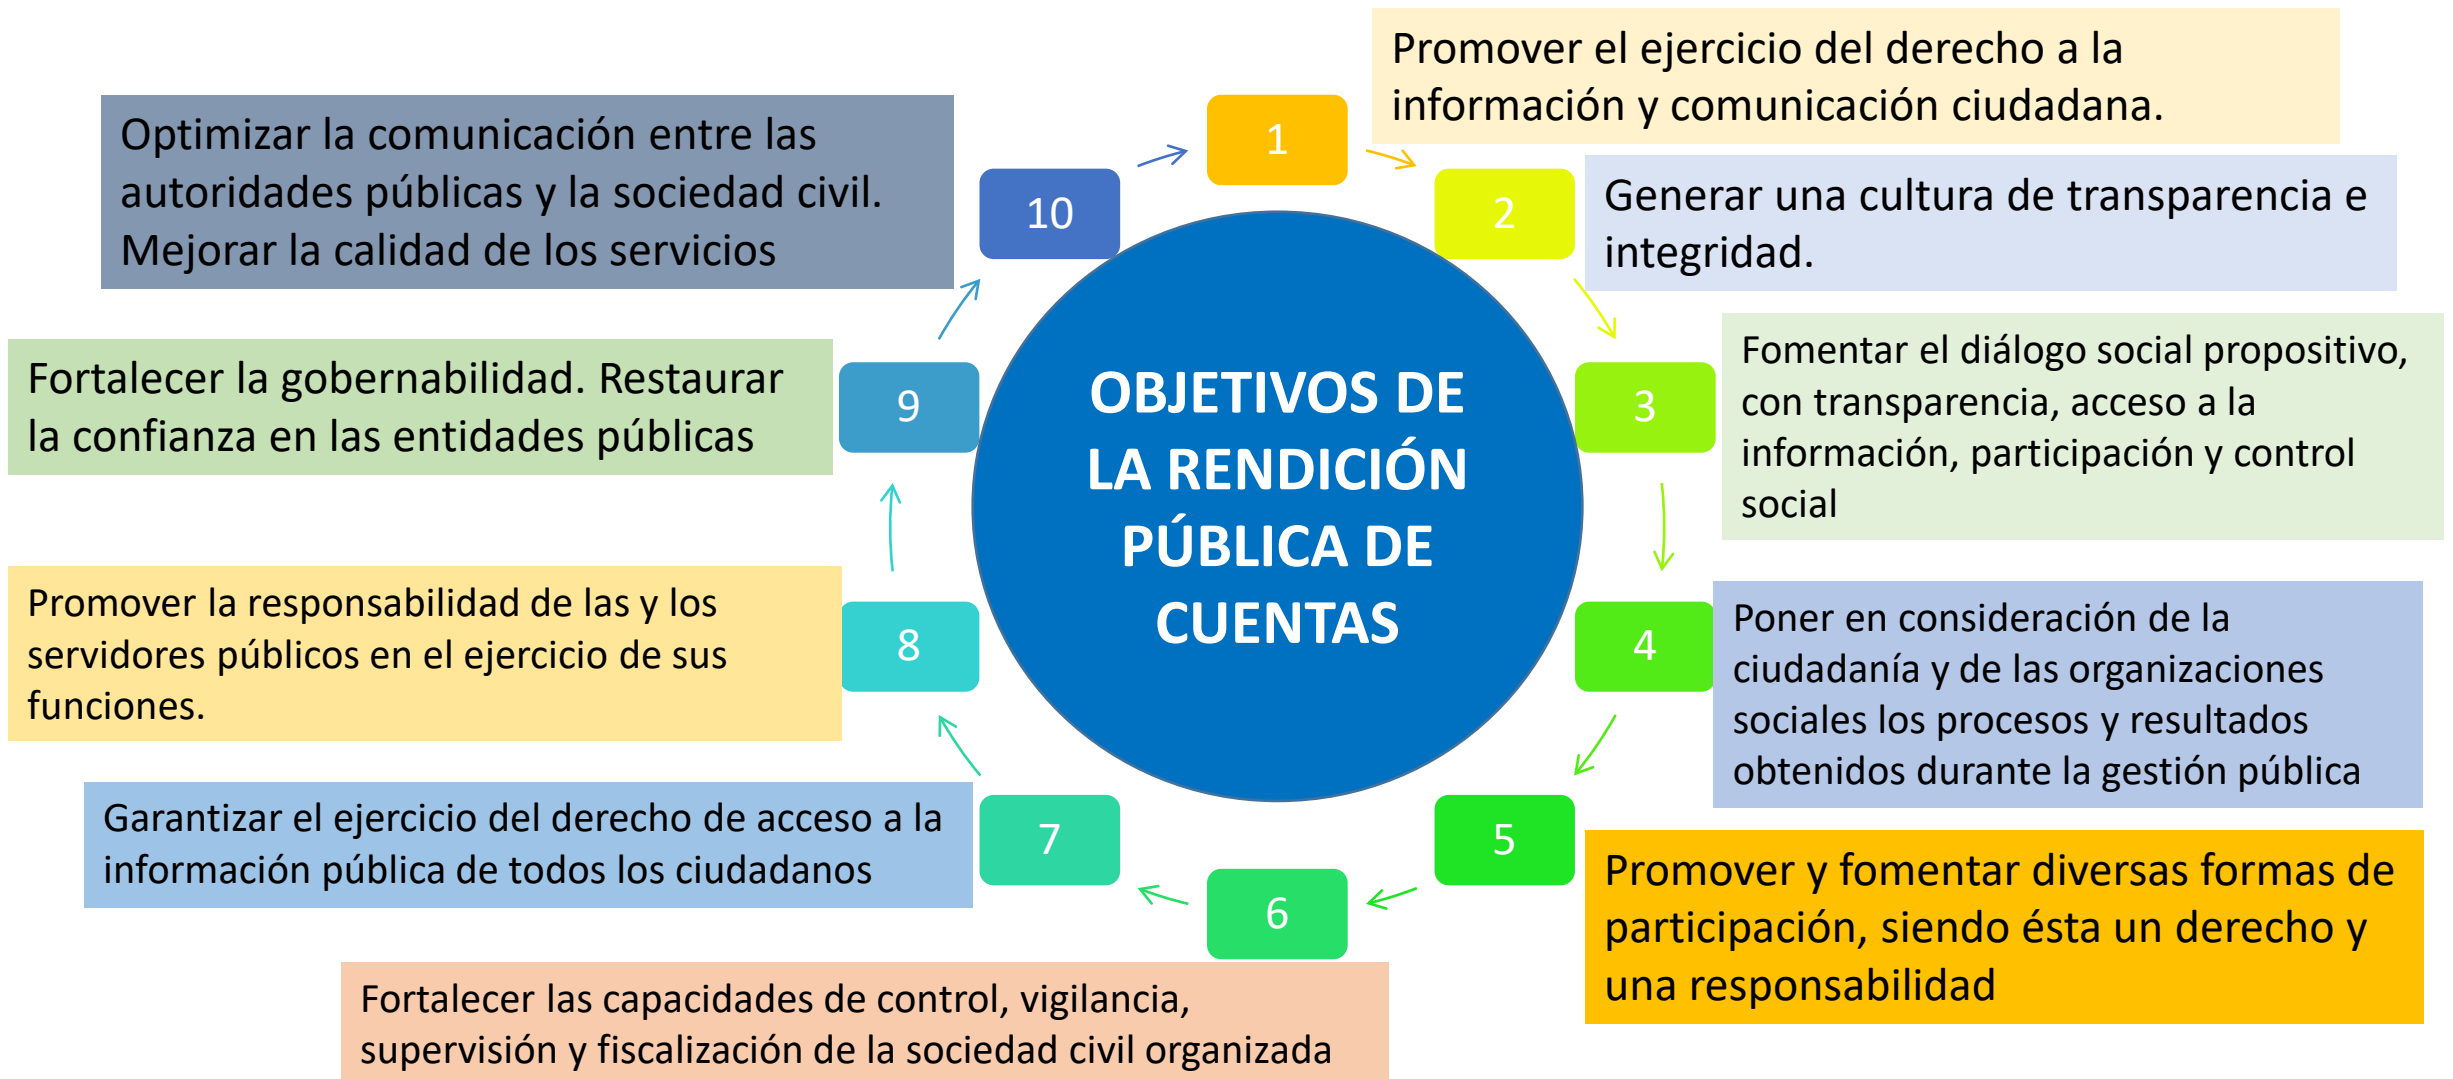 OBJETIVOS DE
LA RENDICIÓN
PÚBLICA DE
CUENTAS
1
Promover el ejercicio del derecho a la
información y comunicación ciudadana.
2
Generar una cultura de transparencia e
integridad.
3
Fomentar el diálogo social propositivo,
con transparencia, acceso a la
información, participación y control
social
4
Poner en consideración de la
ciudadanía y de las organizaciones
sociales los procesos y resultados
obtenidos durante la gestión pública
5
Promover y fomentar diversas formas de
participación, siendo ésta un derecho y
una responsabilidad
6
Fortalecer las capacidades de control, vigilancia,
supervisión y fiscalización de la sociedad civil organizada
7
Garantizar el ejercicio del derecho de acceso a la
información pública de todos los ciudadanos
8
Promover la responsabilidad de las y los
servidores públicos en el ejercicio de sus
funciones.
9
Fortalecer la gobernabilidad. Restaurar
la confianza en las entidades públicas
10
Optimizar la comunicación entre las
autoridades públicas y la sociedad civil.
Mejorar la calidad de los servicios